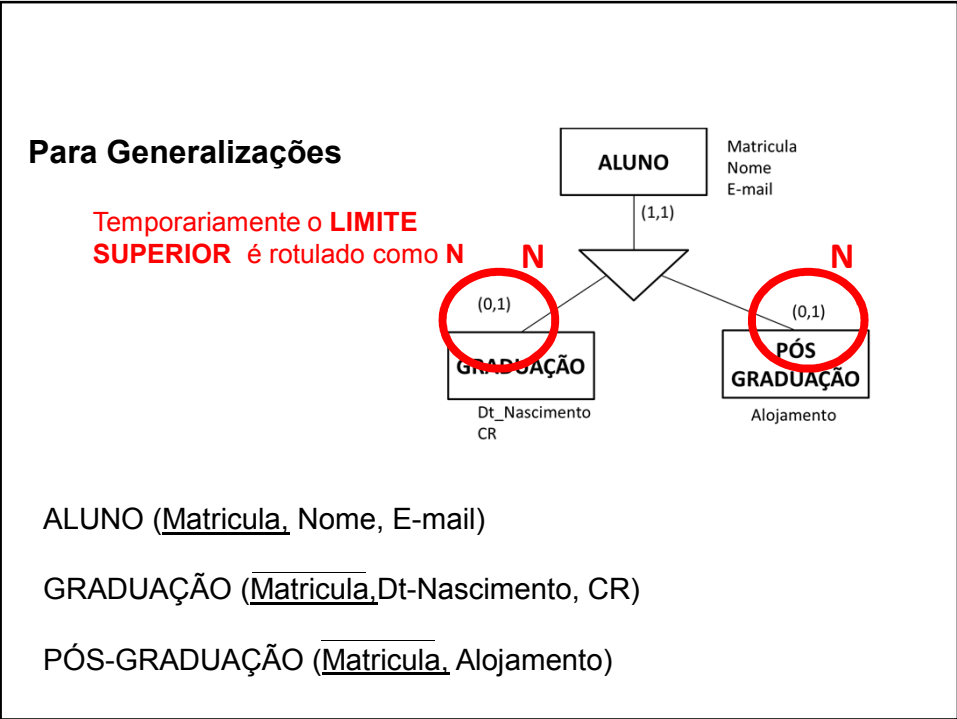 Para Generalizações
Temporariamente o LIMITE
SUPERIOR é rotulado como N
ALUNO
Matricula
Nome
E-mail
(1,1)
N
N
(0,1)
(0,1)
GRADUAÇÃO
PÓS
GRADUAÇÃO
Dt_Nascimento
CR
Alojamento
ALUNO (Matricula, Nome, E-mail)
GRADUAÇÃO (Matricula,Dt-Nascimento, CR)
PÓS-GRADUAÇÃO (Matricula, Alojamento)